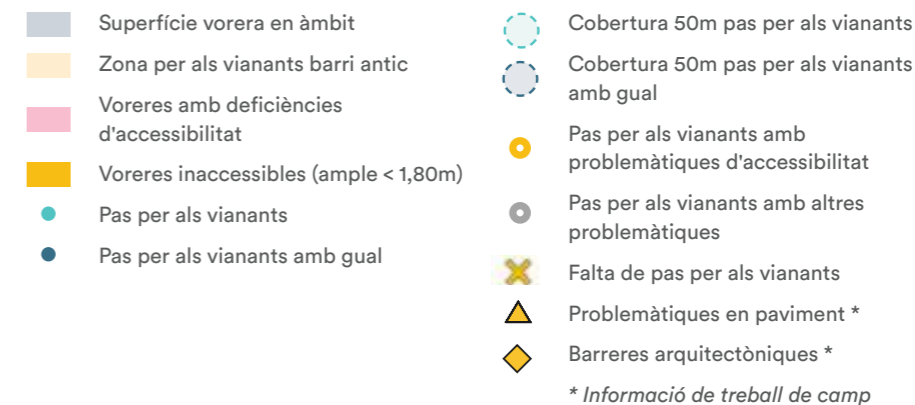 Superfície vorera en àmbit
Zona per als vianants barri antic
Voreres amb deficiències
d'accessibilitat
Voreres inaccessibles (ample < 1,80m)
Pas per als vianants
Pas per als vianants amb gual
Cobertura 50m pas per als vianants
Cobertura 50m pas per als vianants
amb gual
Pas per als vianants amb
problemàtiques d'accessibilitat
Pas per als vianants amb altres
problemàtiques
Falta de pas per als vianants
Problemàtiques en paviment *
Barreres arquitectòniques *
* Informació de treball de camp